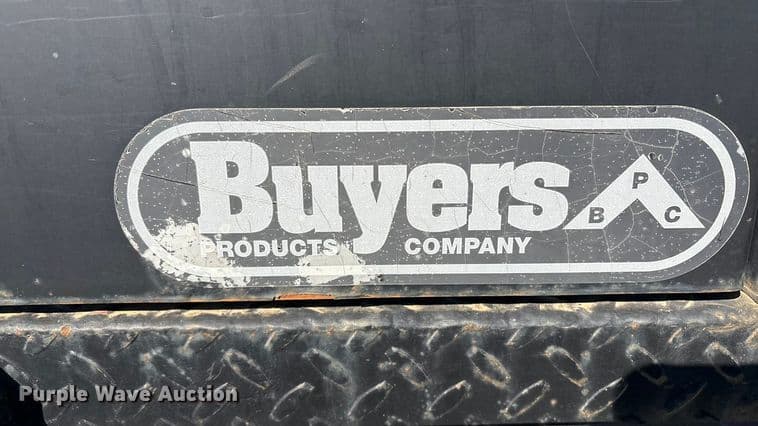 Buyers
PRODUCTS COMPANY
P
B C
Purple Wave Auction